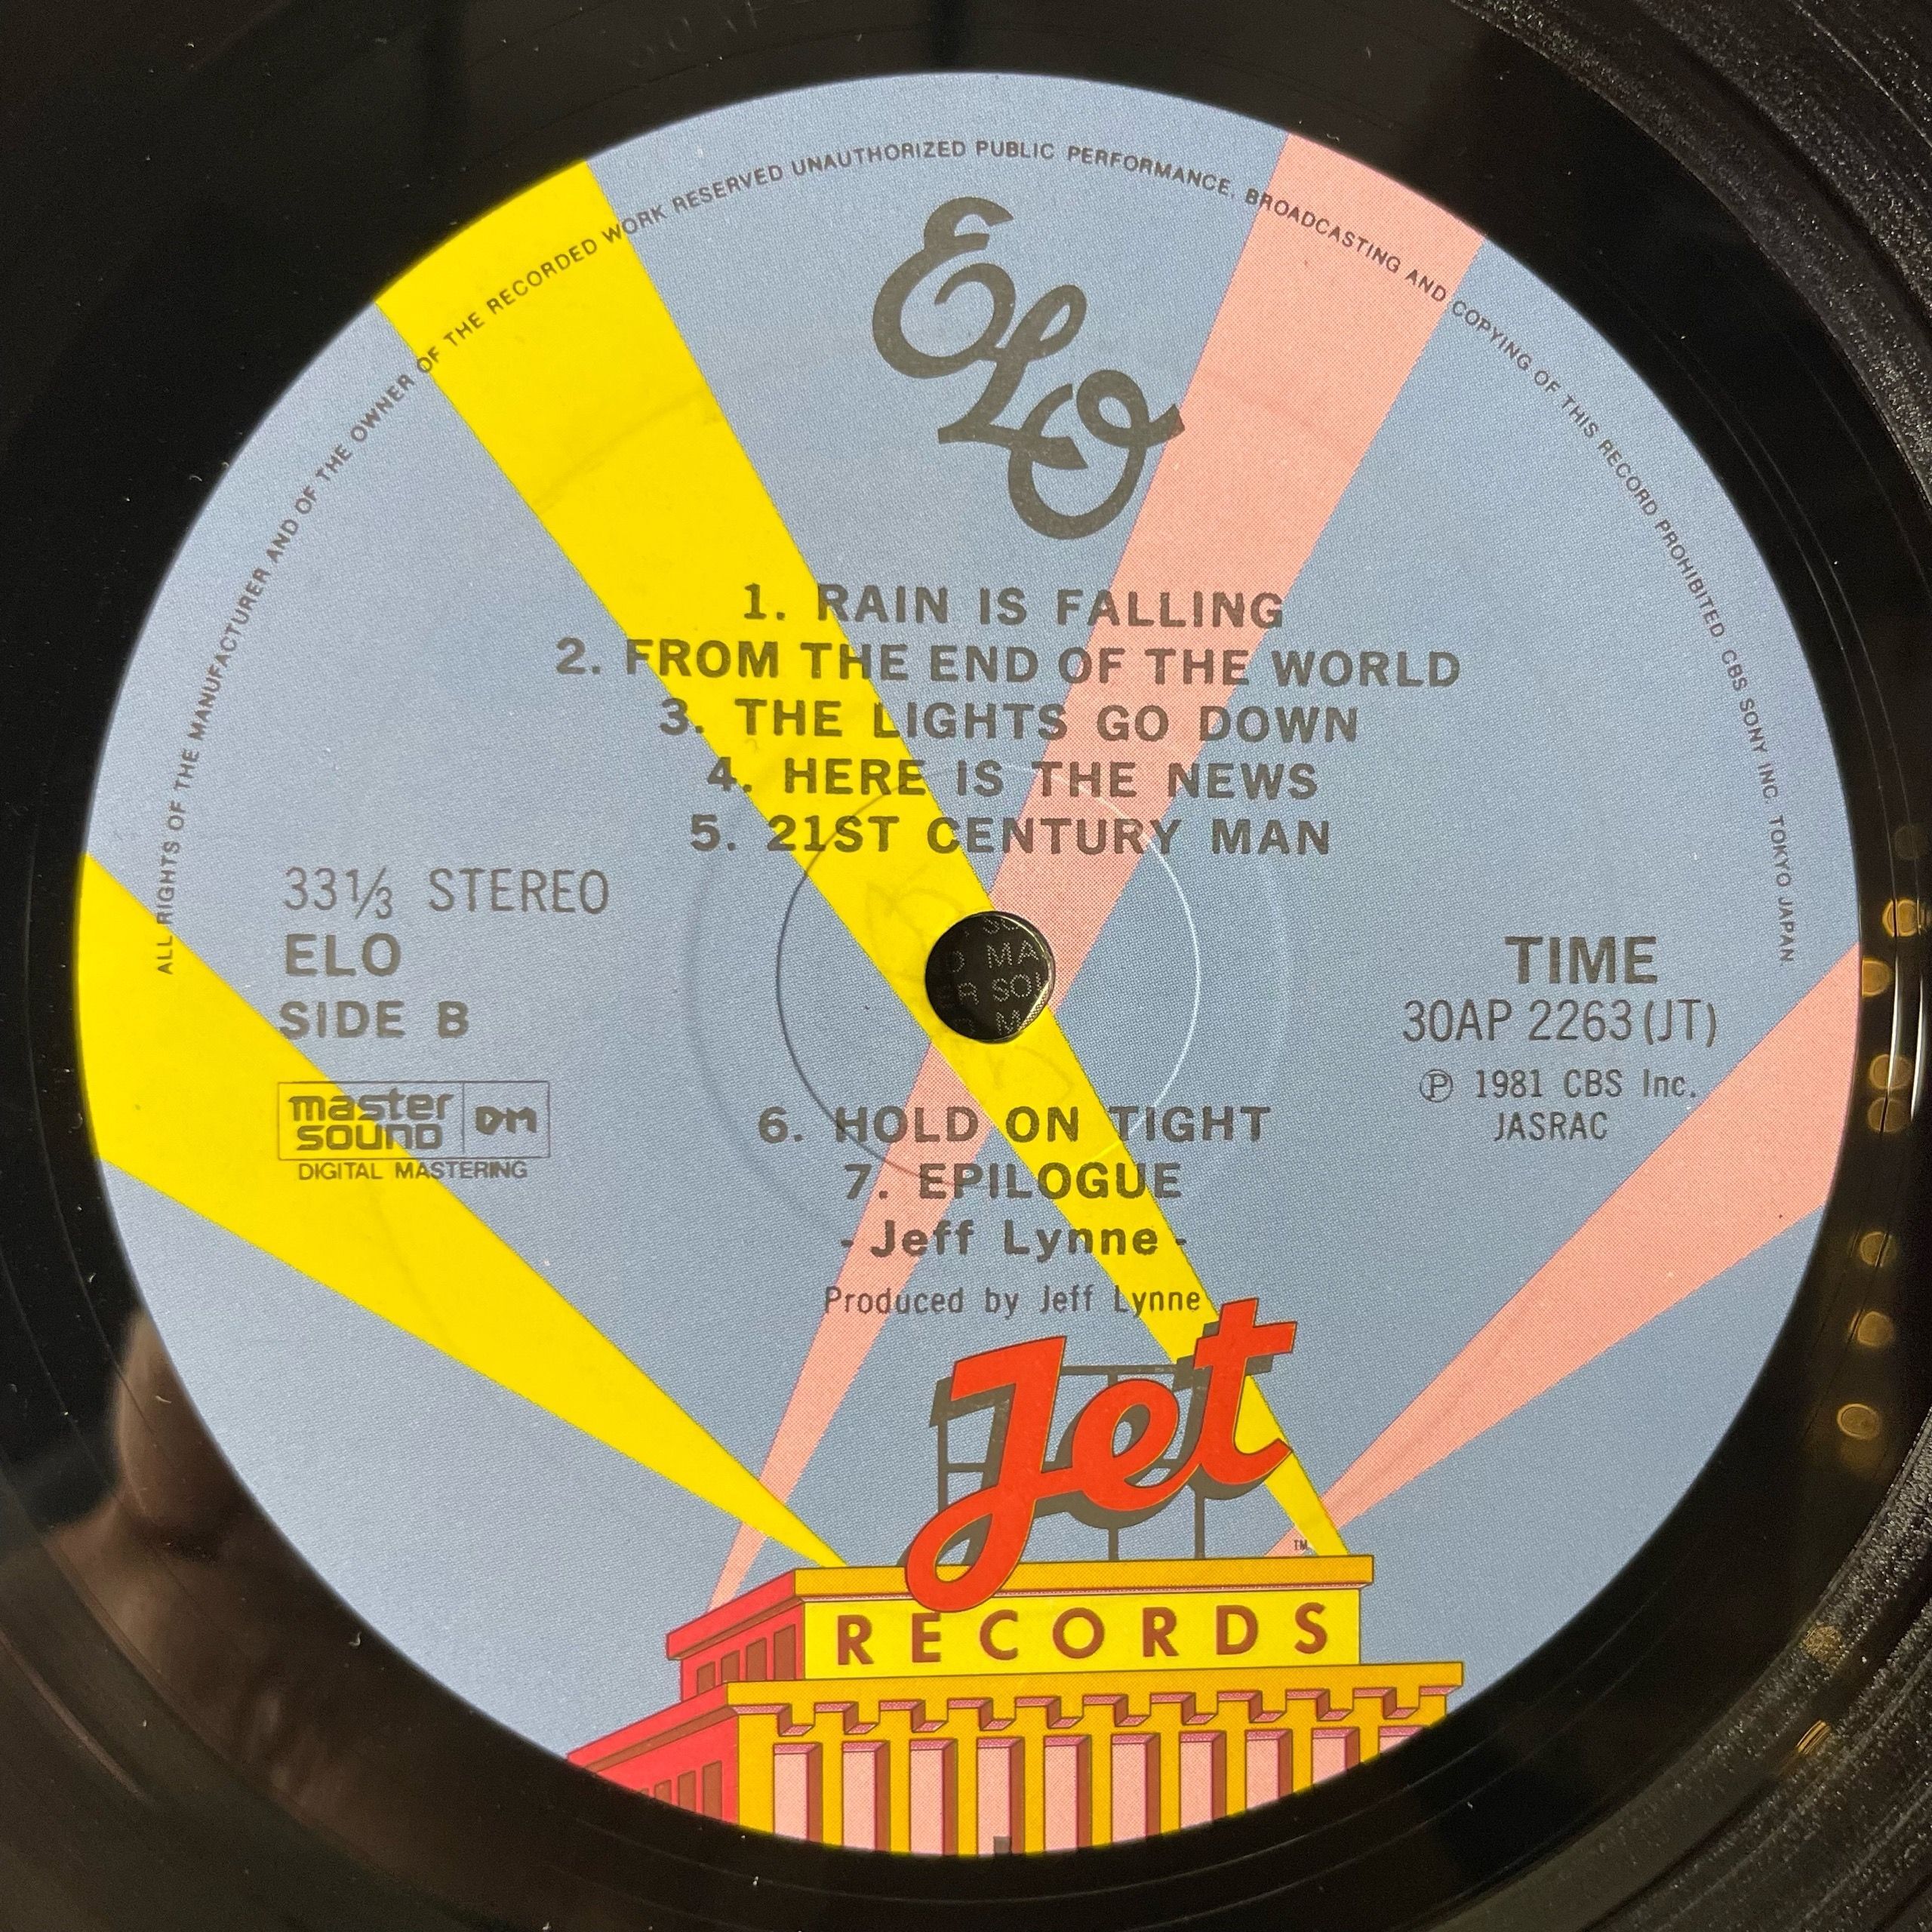 ALL RIGHTS OF THE MANUFACTURER AND OF THE OWNER OF THE RECORDED WORK RESERVED UNAUTHORIZED PUBLIC PERFORMANCE, BROADCASTING AND COPYING OF THIS RECORD PROHIBITED CBS SONY INC. TOKYO JAPAN.
ELO
1. RAIN IS FALLING
2. FROM THE END OF THE WORLD
3. THE LIGHTS GO DOWN
4. HERE IS THE NEWS
5. 21ST CENTURY MAN
33⅓ STEREO
ELO
SIDE B
master
sound
DM
DIGITAL MASTERING
TIME
30AP 2263(JT)
Ⓟ 1981 CBS Inc.
JASRAC
6. HOLD ON TIGHT
7. EPILOGUE
- Jeff Lynne -
Produced by Jeff Lynne
Jet
TM
RECORDS